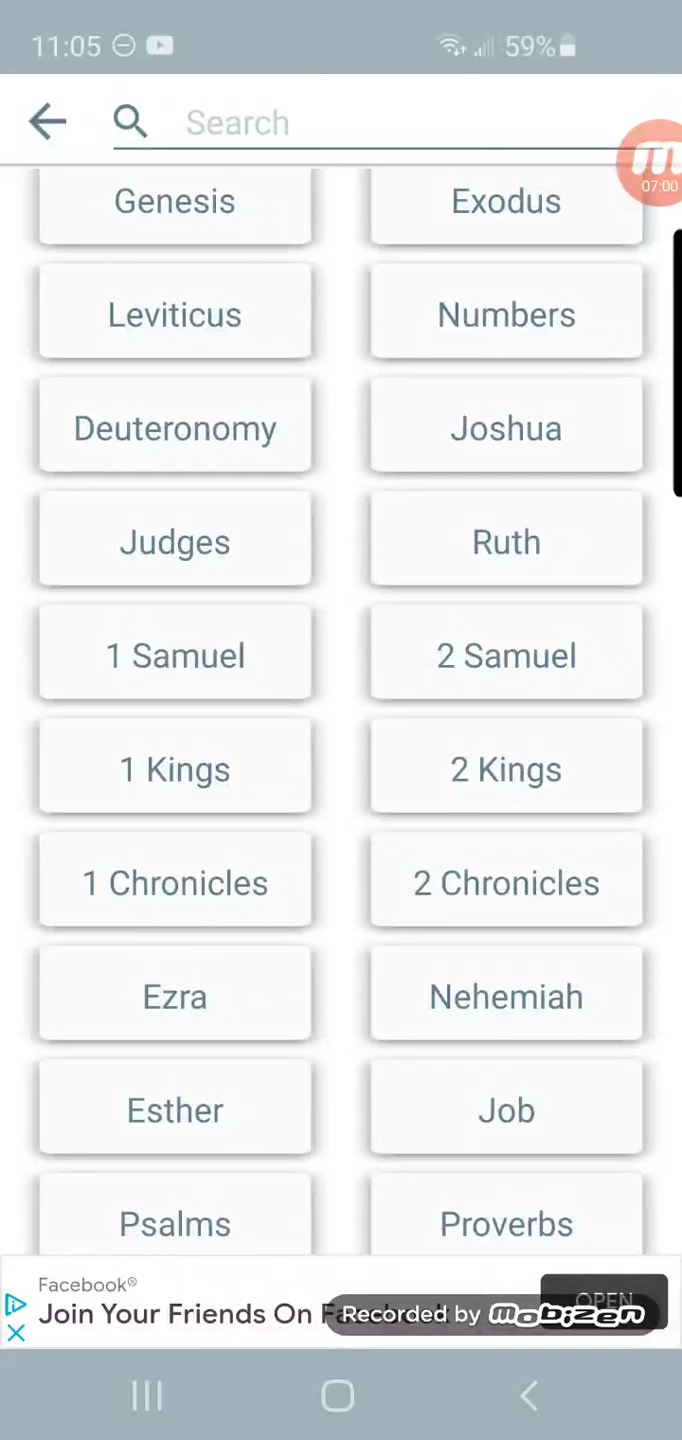 11:05 59%
Search
07:00
Genesis Exodus
Leviticus Numbers
Deuteronomy Joshua
Judges Ruth
1 Samuel 2 Samuel
1 Kings 2 Kings
1 Chronicles 2 Chronicles
Ezra Nehemiah
Esther Job
Psalms Proverbs
Facebook®
OPEN
Join Your Friends On Facebook
Recorded by mobizen